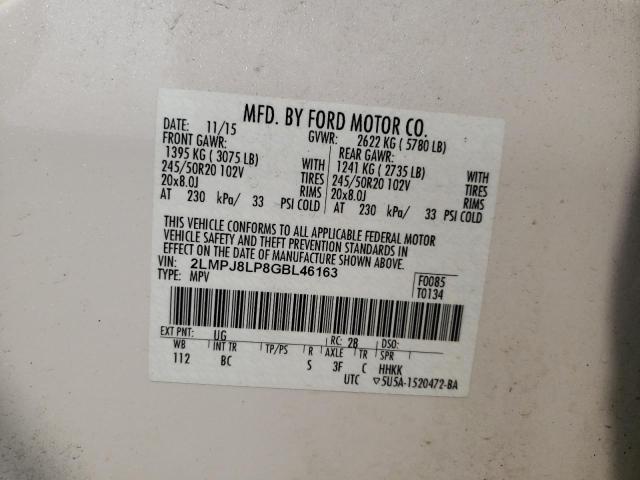 MFD. BY FORD MOTOR CO.
DATE: 11/15 GVWR: 2622 KG ( 5780 LB)
FRONT GAWR: REAR GAWR:
1395 KG ( 3075 LB) WITH 1241 KG ( 2735 LB) WITH
245/50R20 102V TIRES 245/50R20 102V TIRES
20x8.0J RIMS 20x8.0J RIMS
AT 230 kPa/ 33 PSI COLD AT 230 kPa/ 33 PSI COLD
THIS VEHICLE CONFORMS TO ALL APPLICABLE FEDERAL MOTOR
VEHICLE SAFETY AND THEFT PREVENTION STANDARDS IN
EFFECT ON THE DATE OF MANUFACTURE SHOWN ABOVE.
VIN: 2LMPJ8LP8GBL46163 F0085
TYPE: MPV T0134
EXT PNT: UG RC: 28 DSO:
WB INT TR TP/PS R AXLE TR SPR
112 BC S 3F C HHKK
UTC ▽5U5A-1520472-BA